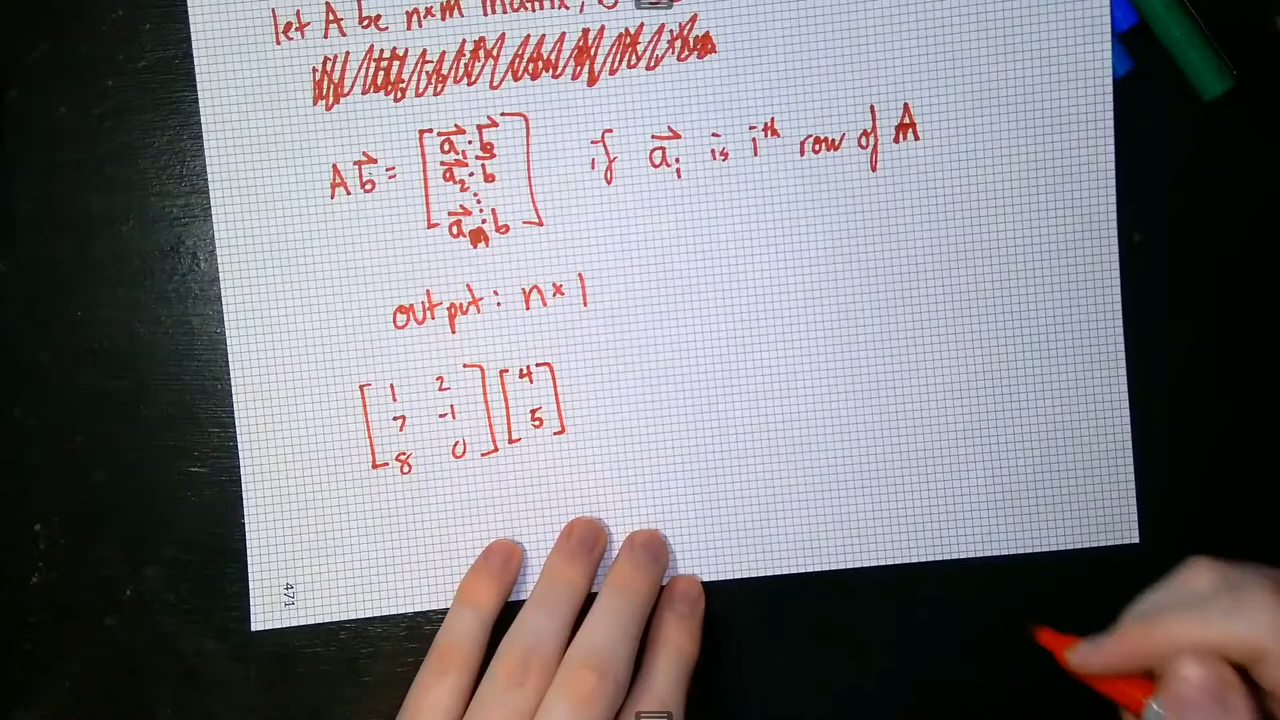 let A be n×m matrix,
A b⃗ = [ a⃗₁·b⃗
a⃗₂·b
⋮
a⃗ₘ·b ] if a⃗ᵢ is iᵗʰ row of A
output: n×1
[ 1 2
7 -1
8 0 ] [ 4
5 ]
471